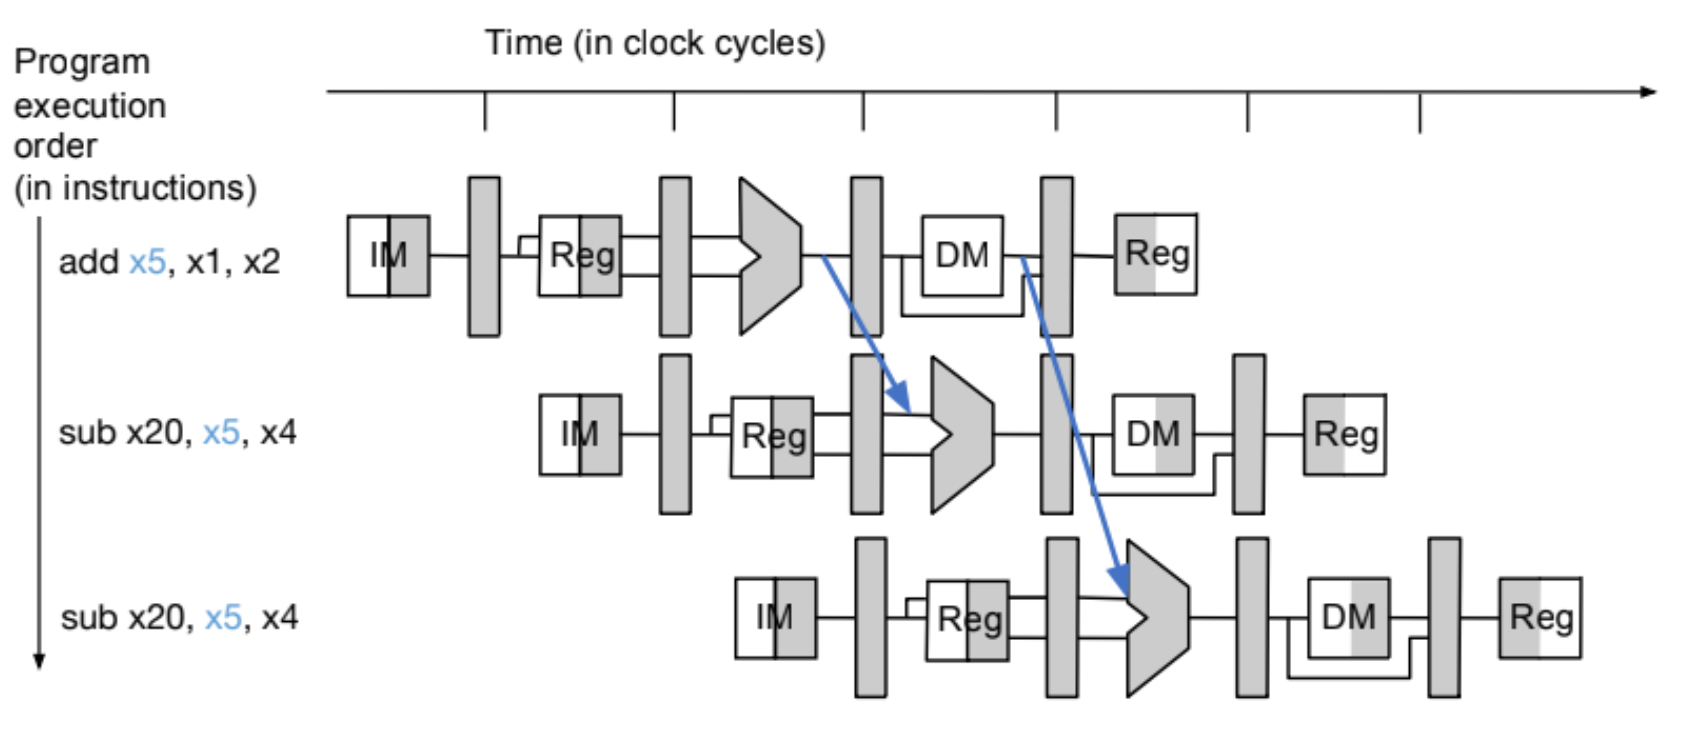 Time (in clock cycles)
Program
execution
order
(in instructions)
add x5, x1, x2
IM
Reg
DM
Reg
sub x20, x5, x4
IM
Reg
DM
Reg
sub x20, x5, x4
IM
Reg
DM
Reg